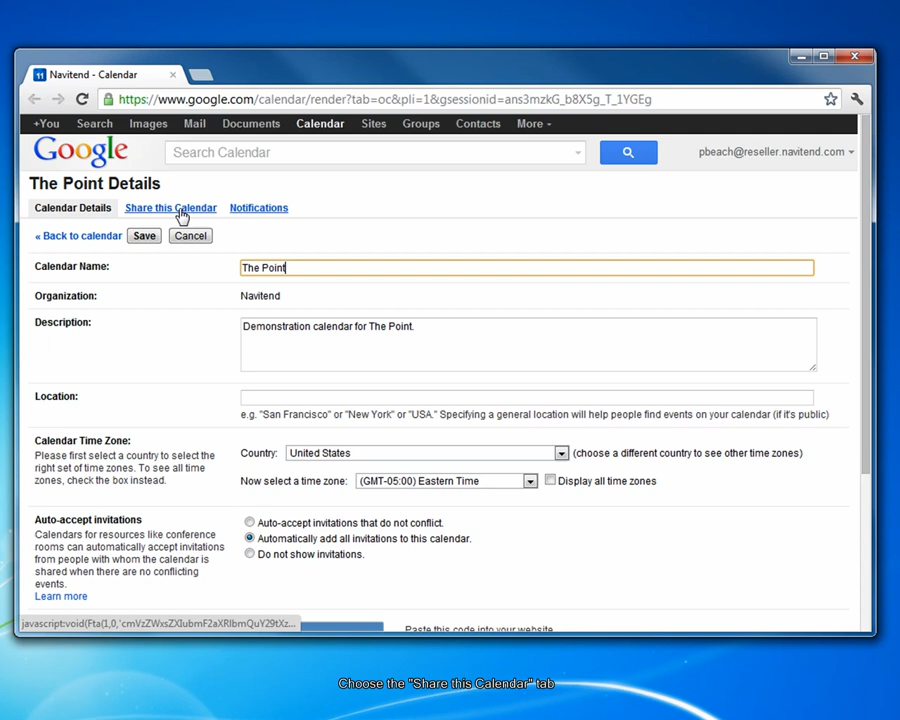 Navitend - Calendar
https://www.google.com/calendar/render?tab=oc&pli=1&gsessionid=ans3mzkG_b8X5g_T_1YGEg
+You Search Images Mail Documents Calendar Sites Groups Contacts More
Google Search Calendar pbeach@reseller.navitend.com
The Point Details
Calendar Details Share this Calendar Notifications
« Back to calendar Save Cancel
Calendar Name: The Point
Organization: Navitend
Description: Demonstration calendar for The Point.
Location:
e.g. "San Francisco" or "New York" or "USA." Specifying a general location will help people find events on your calendar (if it's public)
Calendar Time Zone:
Please first select a country to select the
right set of time zones. To see all time
zones, check the box instead.
Country: United States (choose a different country to see other time zones)
Now select a time zone: (GMT-05:00) Eastern Time Display all time zones
Auto-accept invitations
Calendars for resources like conference
rooms can automatically accept invitations
from people with whom the calendar is
shared when there are no conflicting
events.
Learn more
Auto-accept invitations that do not conflict.
Automatically add all invitations to this calendar.
Do not show invitations.
Paste this code into your website.
Choose the "Share this Calendar" tab